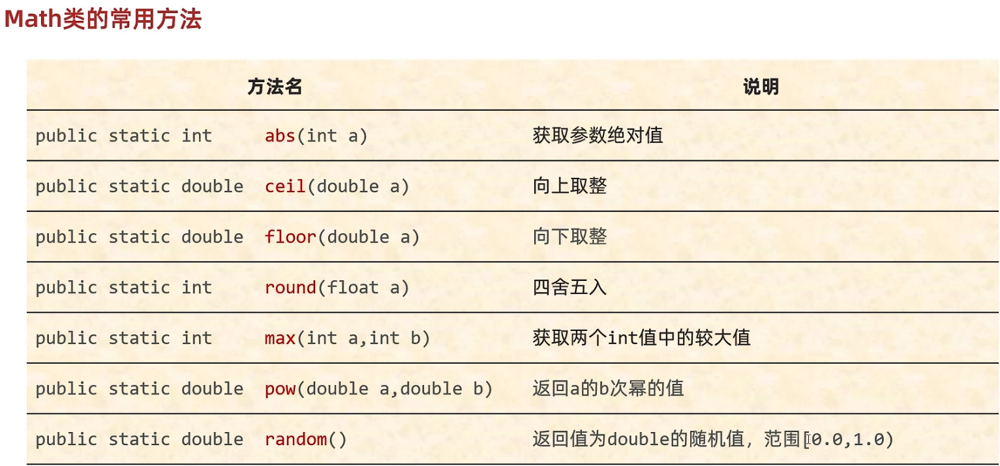 Math类的常用方法
方法名 说明
public static int abs(int a) 获取参数绝对值
public static double ceil(double a) 向上取整
public static double floor(double a) 向下取整
public static int round(float a) 四舍五入
public static int max(int a,int b) 获取两个int值中的较大值
public static double pow(double a,double b) 返回a的b次幂的值
public static double random() 返回值为double的随机值，范围[0.0,1.0)